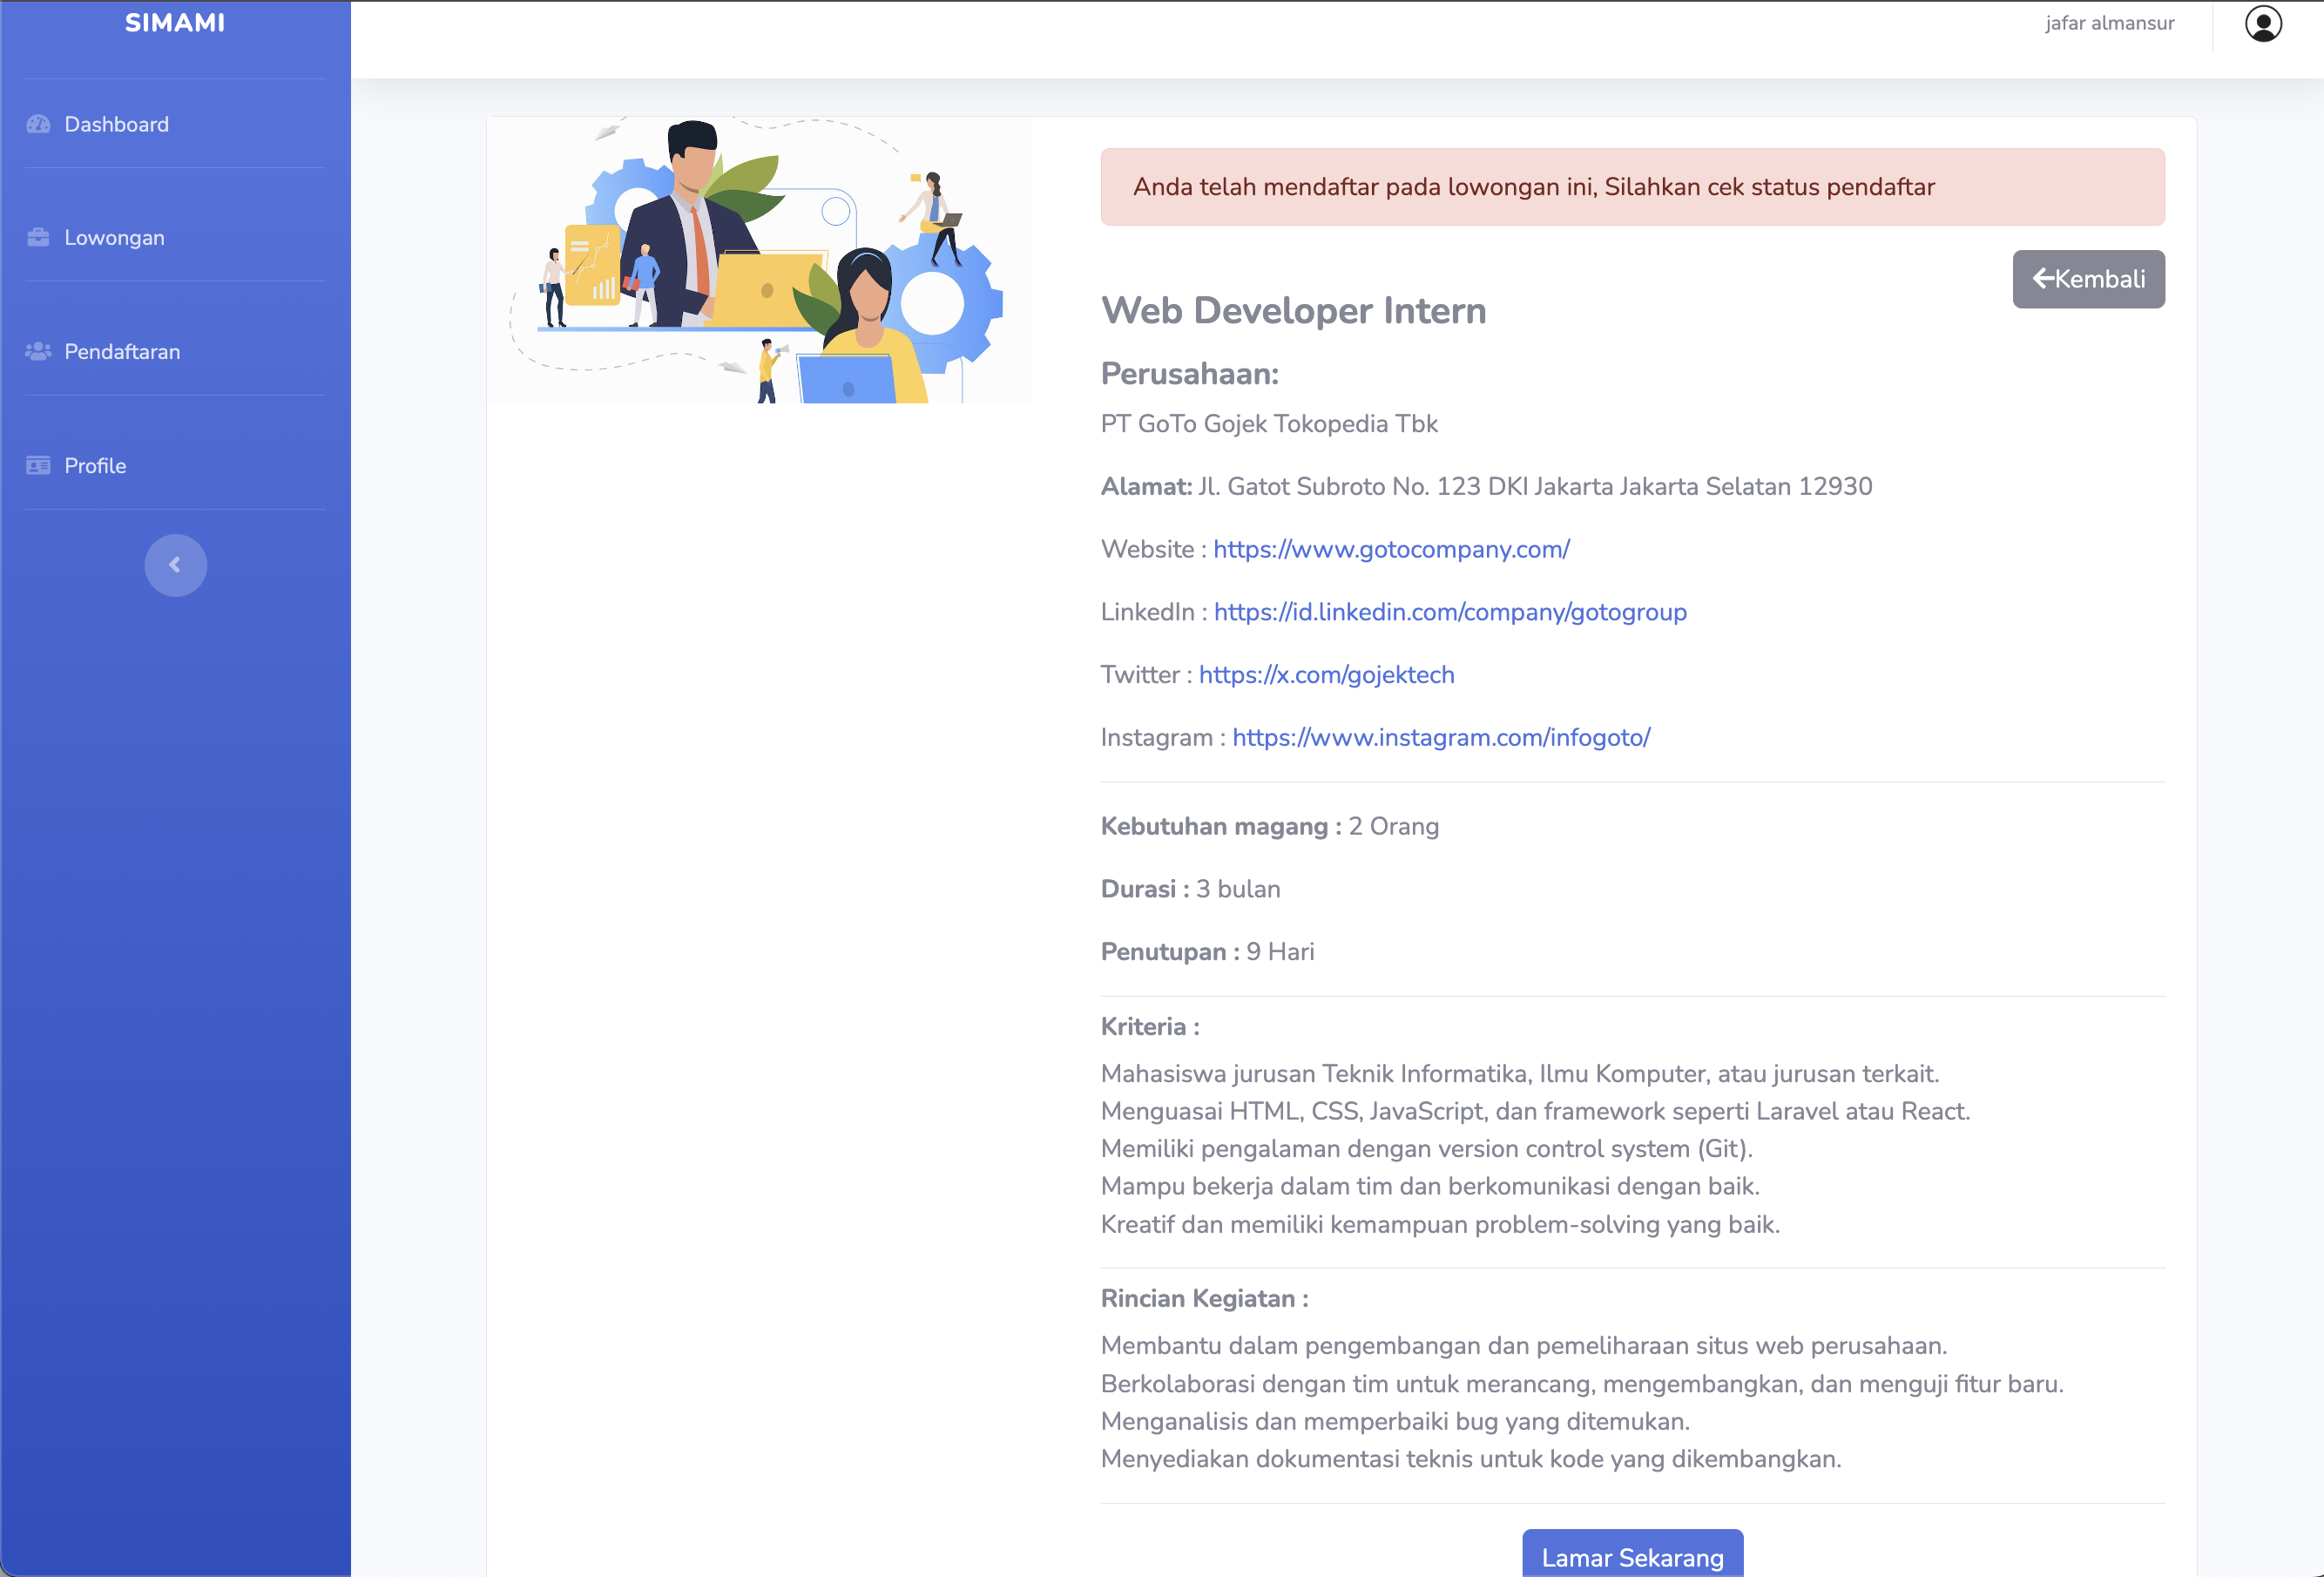 SIMAMI
jafar almansur
Dashboard
Lowongan
Pendaftaran
Profile
Anda telah mendaftar pada lowongan ini, Silahkan cek status pendaftar
Kembali
Web Developer Intern
Perusahaan:
PT GoTo Gojek Tokopedia Tbk
Alamat: Jl. Gatot Subroto No. 123 DKI Jakarta Jakarta Selatan 12930
Website : https://www.gotocompany.com/
LinkedIn : https://id.linkedin.com/company/gotogroup
Twitter : https://x.com/gojektech
Instagram : https://www.instagram.com/infogoto/
Kebutuhan magang : 2 Orang
Durasi : 3 bulan
Penutupan : 9 Hari
Kriteria :
Mahasiswa jurusan Teknik Informatika, Ilmu Komputer, atau jurusan terkait.
Menguasai HTML, CSS, JavaScript, dan framework seperti Laravel atau React.
Memiliki pengalaman dengan version control system (Git).
Mampu bekerja dalam tim dan berkomunikasi dengan baik.
Kreatif dan memiliki kemampuan problem-solving yang baik.
Rincian Kegiatan :
Membantu dalam pengembangan dan pemeliharaan situs web perusahaan.
Berkolaborasi dengan tim untuk merancang, mengembangkan, dan menguji fitur baru.
Menganalisis dan memperbaiki bug yang ditemukan.
Menyediakan dokumentasi teknis untuk kode yang dikembangkan.
Lamar Sekarang